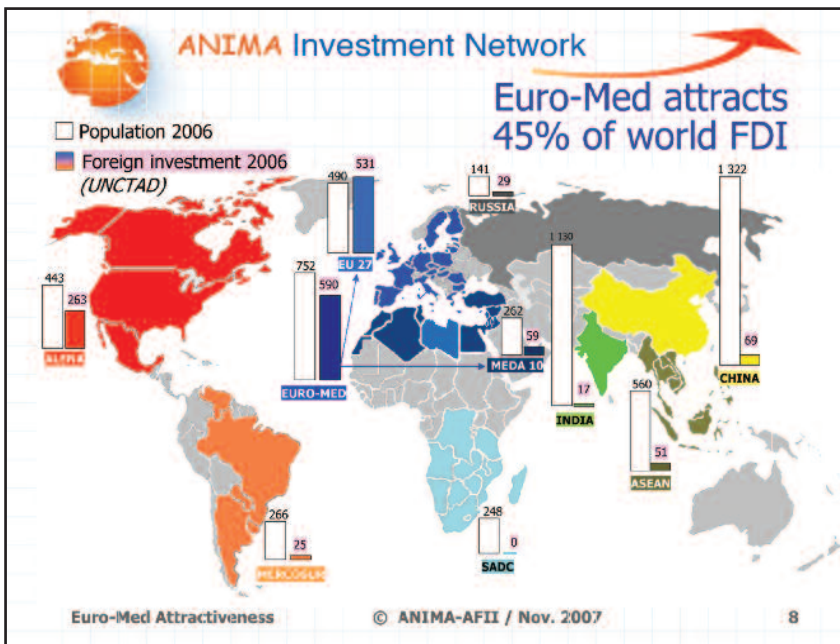 ANIMA Investment Network
Euro-Med attracts
45% of world FDI
Population 2006
Foreign investment 2006
(UNCTAD)
490
531
EU 27
141
29
RUSSIA
1 322
69
CHINA
443
263
ALENA
752
590
EURO-MED
262
59
MEDA 10
1 130
17
INDIA
560
51
ASEAN
266
25
MERCOSUR
248
0
SADC
Euro-Med Attractiveness
© ANIMA-AFII / Nov. 2007
8